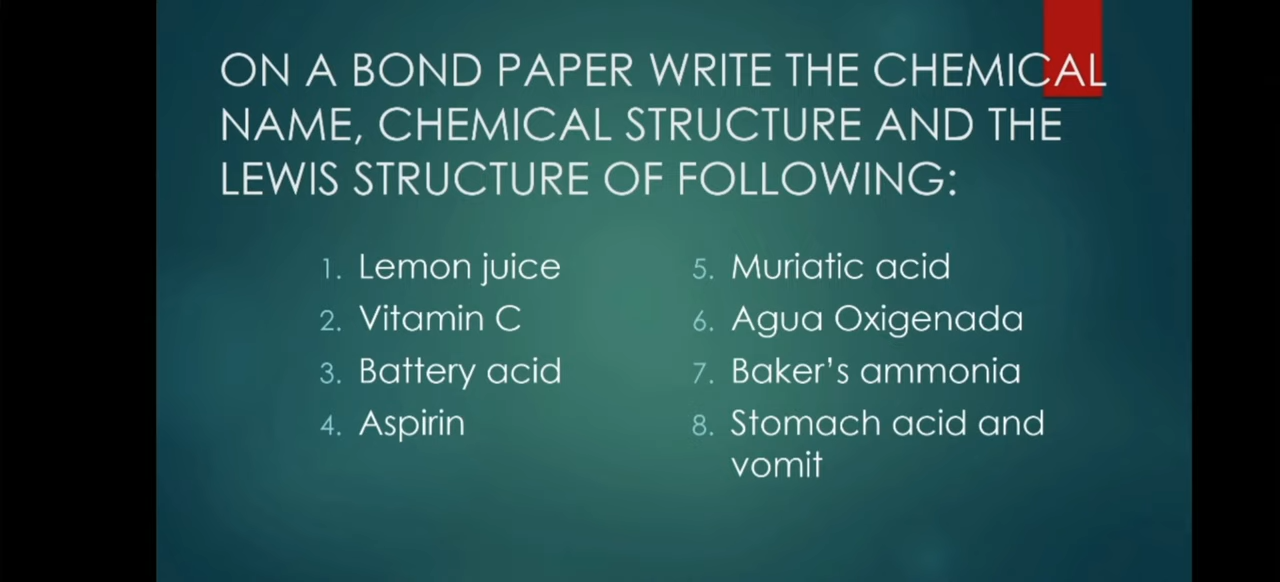 ON A BOND PAPER WRITE THE CHEMICAL
NAME, CHEMICAL STRUCTURE AND THE
LEWIS STRUCTURE OF FOLLOWING:
1. Lemon juice
2. Vitamin C
3. Battery acid
4. Aspirin
5. Muriatic acid
6. Agua Oxigenada
7. Baker’s ammonia
8. Stomach acid and
vomit